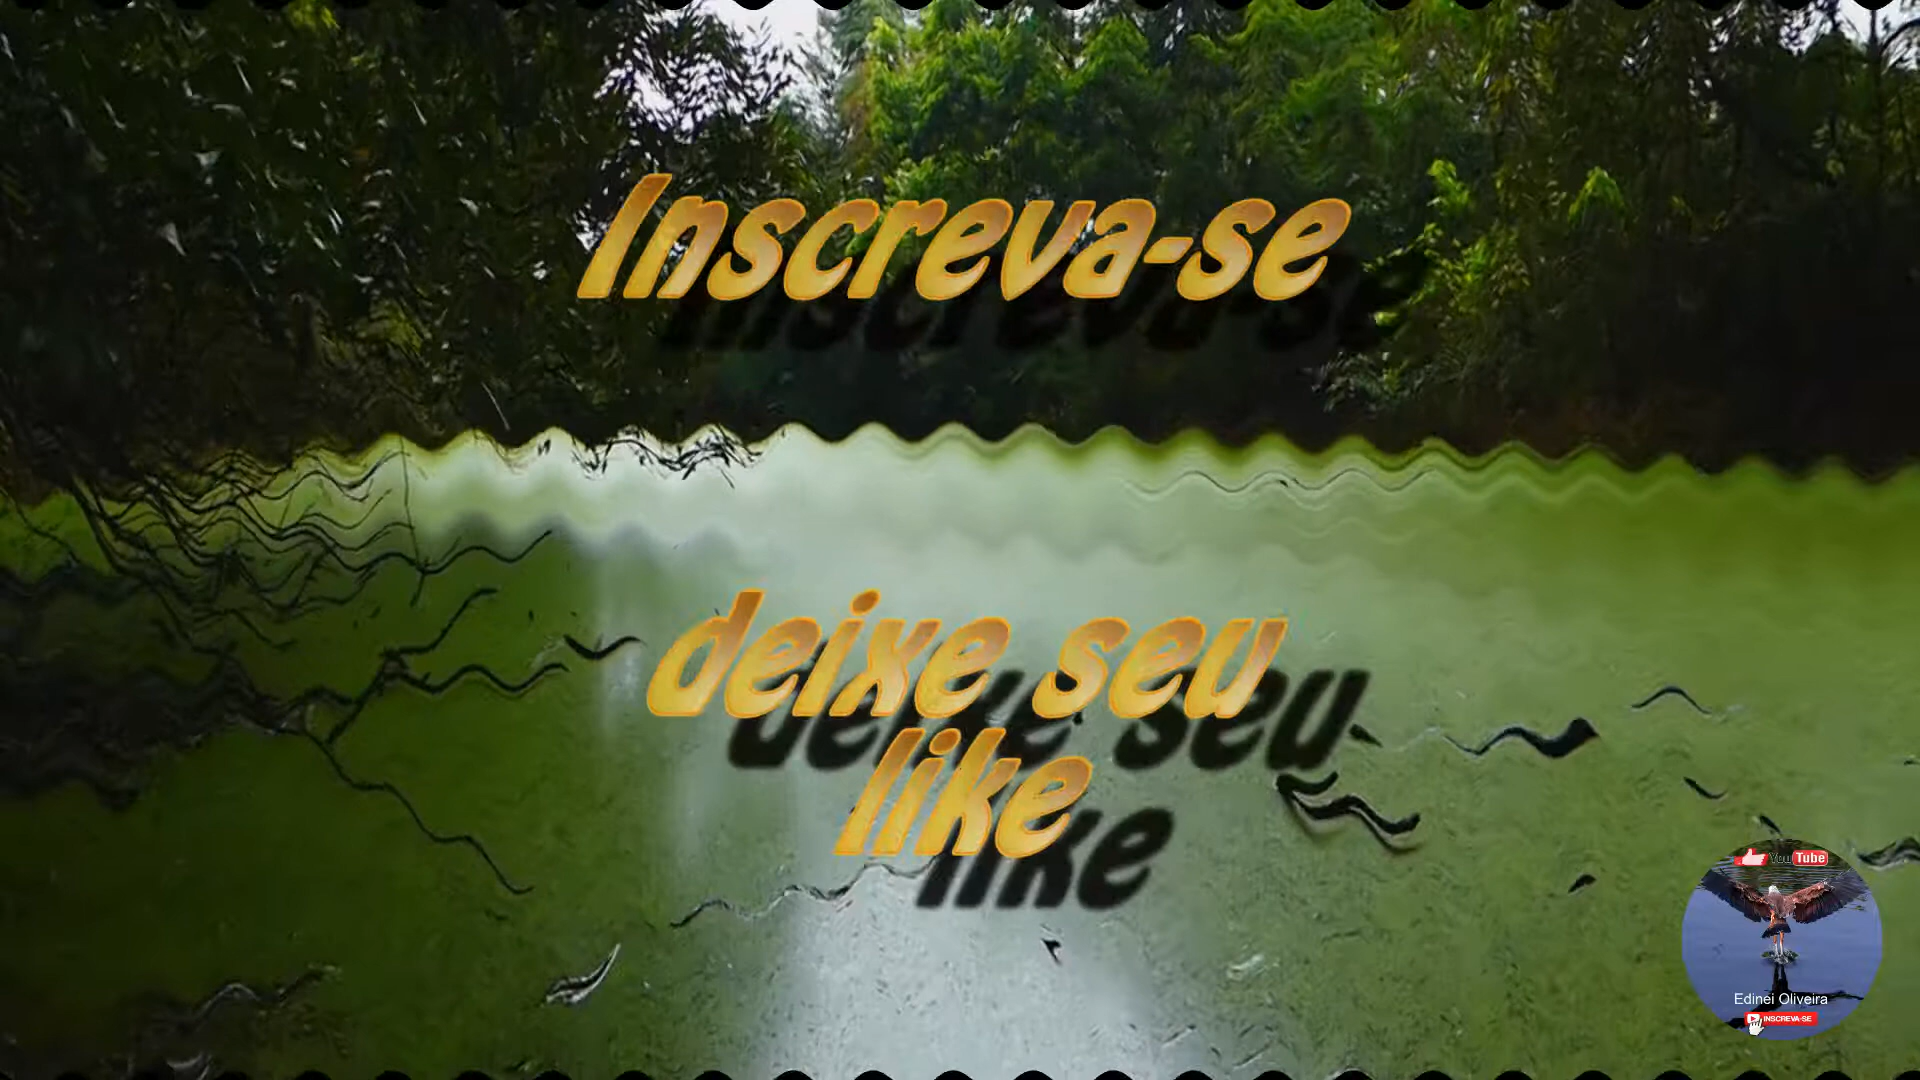 Inscreva-se
deixe seu
like
YouTube
Edinei Oliveira
INSCREVA-SE